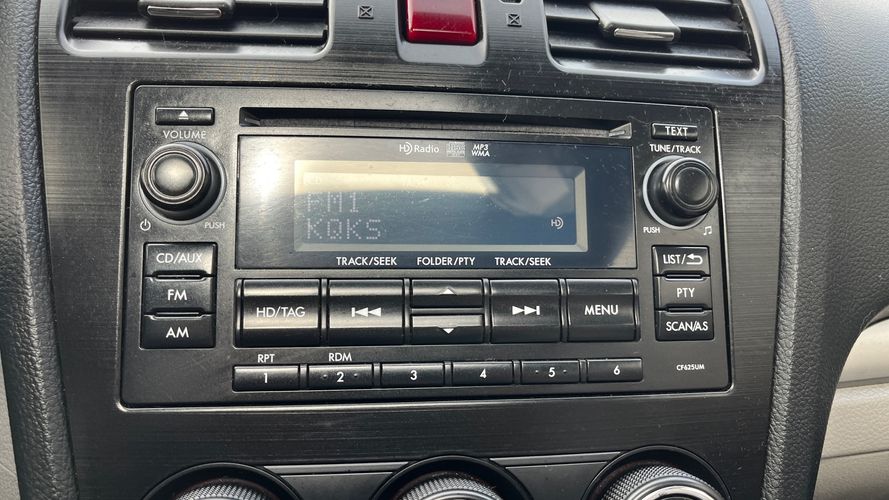 VOLUME
PUSH
CD/AUX
FM
AM
HD Radio
MP3
WMA
FM1
KQKS
HD
TRACK/SEEK FOLDER/PTY TRACK/SEEK
HD/TAG
MENU
RPT RDM
1 2 3 4 5 6
TEXT
TUNE/TRACK
PUSH
LIST/
PTY
SCAN/A.S
CF625UM